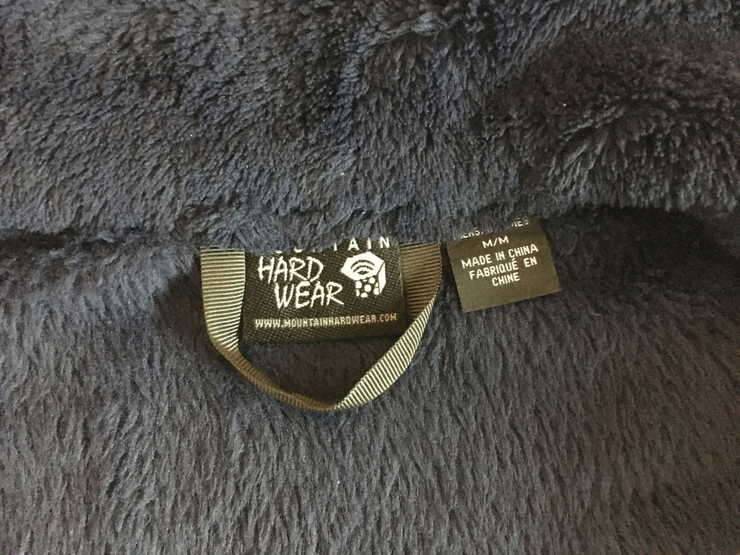 HARD
WEAR
WWW.MOUNTAINHARDWEAR.COM
M/M
MADE IN CHINA
FABRIQUÉ EN
CHINE